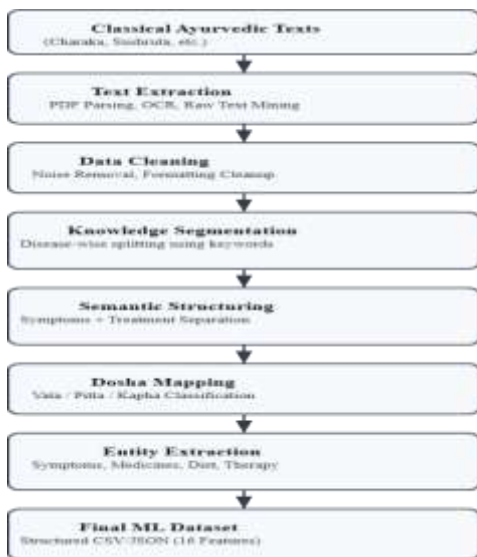 Classical Ayurvedic Texts
(Charaka, Sushruta, etc.)
Text Extraction
PDF Parsing, OCR, Raw Text Mining
Data Cleaning
Noise Removal, Formatting Cleanup
Knowledge Segmentation
Disease-wise splitting using keywords
Semantic Structuring
Symptoms + Treatment Separation
Dosha Mapping
Vata / Pitta / Kapha Classification
Entity Extraction
Symptoms, Medicines, Diet, Therapy
Final ML Dataset
Structured CSV/JSON (16 Features)